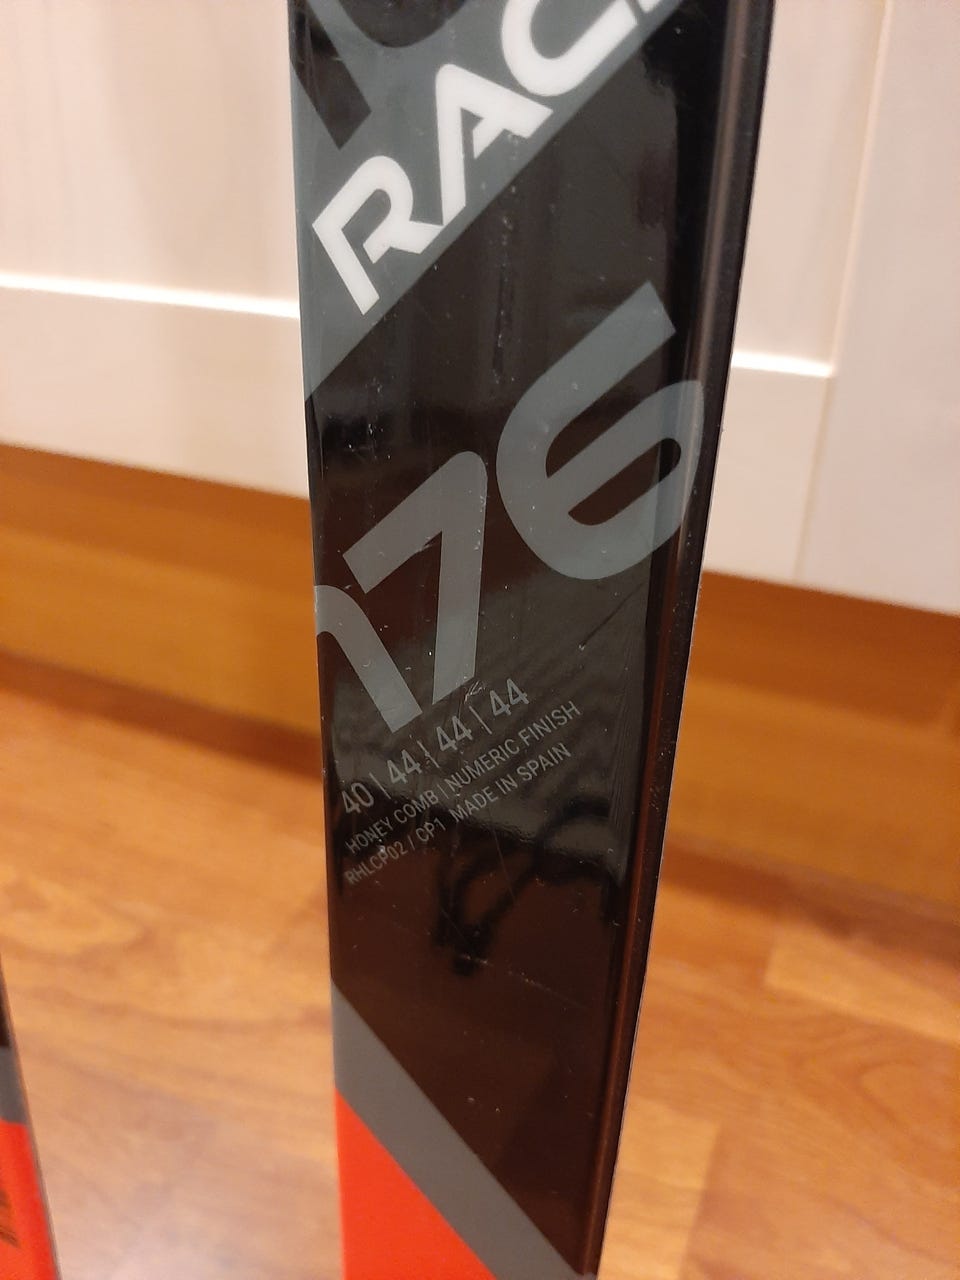 RAC
176
40 | 44 | 44 | 44
HONEY COMB | NUMERIC FINISH
RHLCP02 / CP1 MADE IN SPAIN